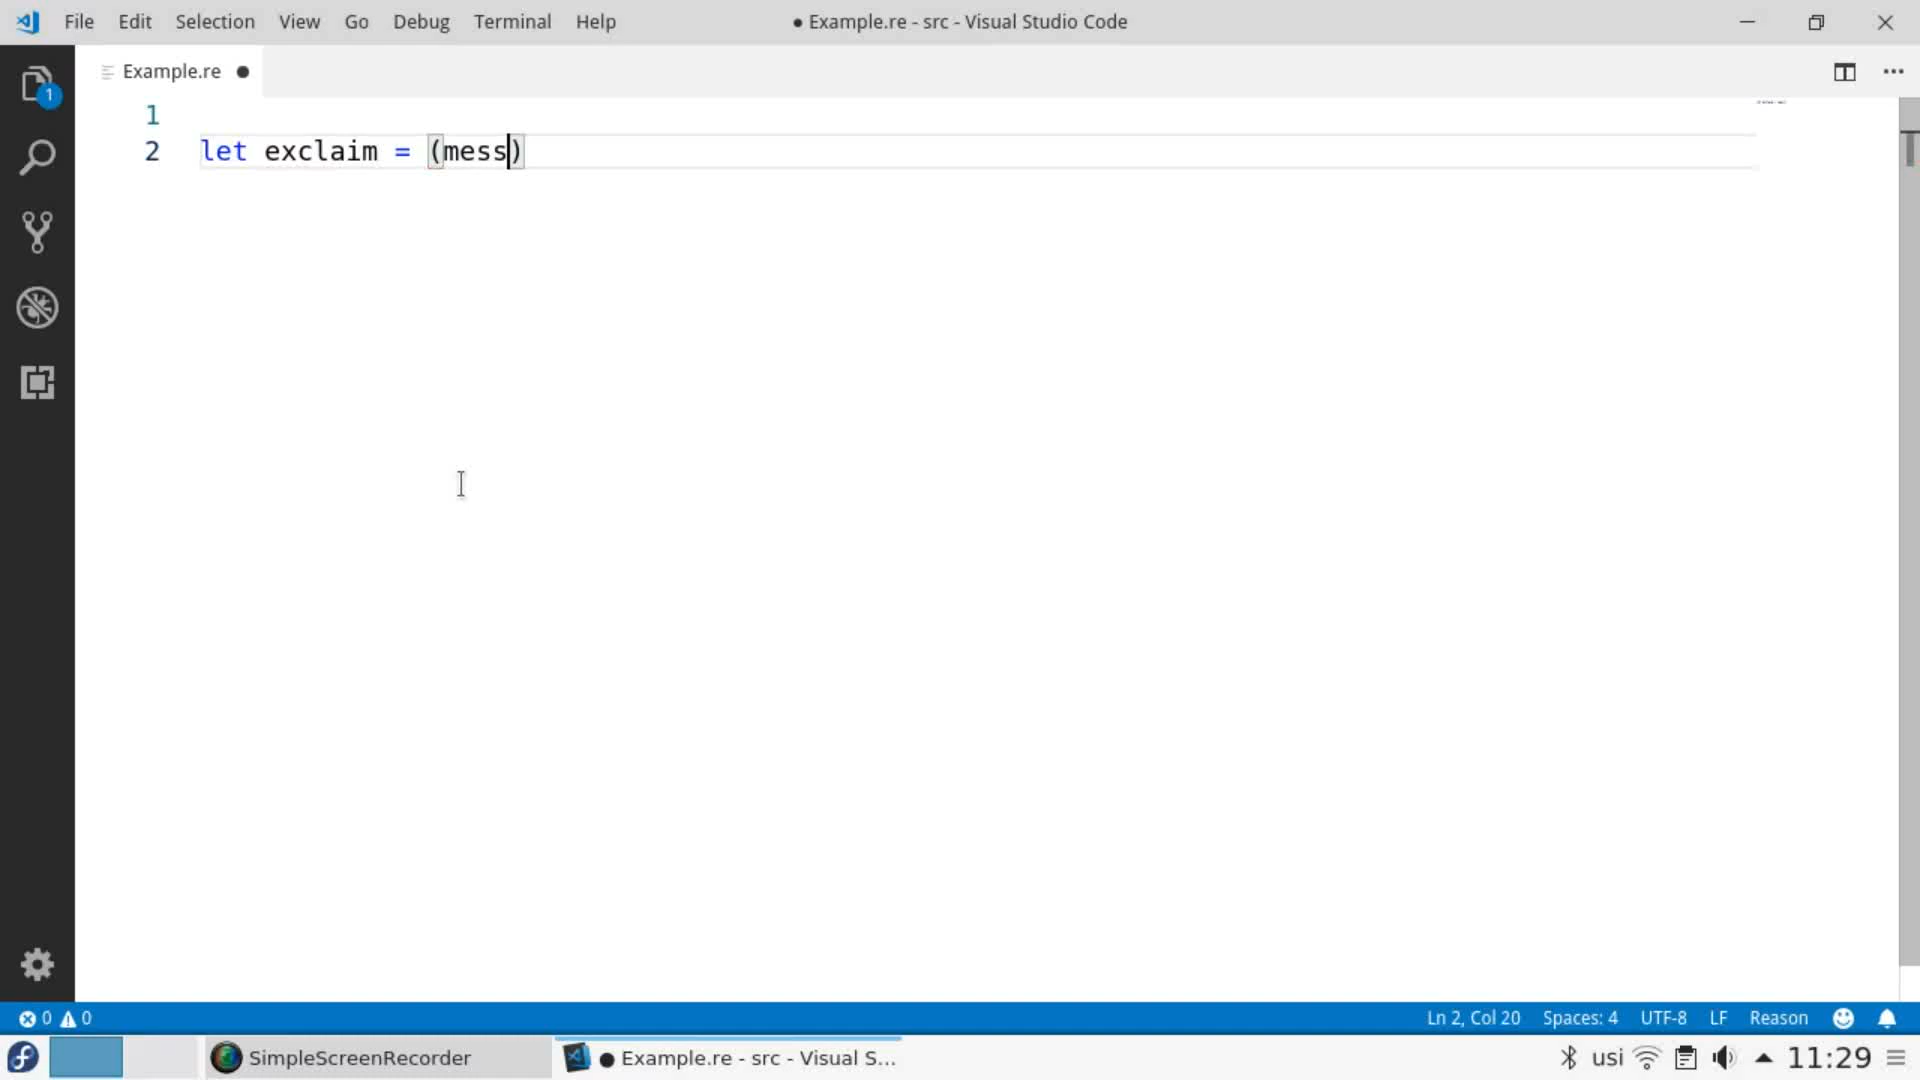 File Edit Selection View Go Debug Terminal Help ● Example.re - src - Visual Studio Code
Example.re ●
1
2 let exclaim = (mess)
1
0 0 Ln 2, Col 20 Spaces: 4 UTF-8 LF Reason
SimpleScreenRecorder ● Example.re - src - Visual S... usi 11:29